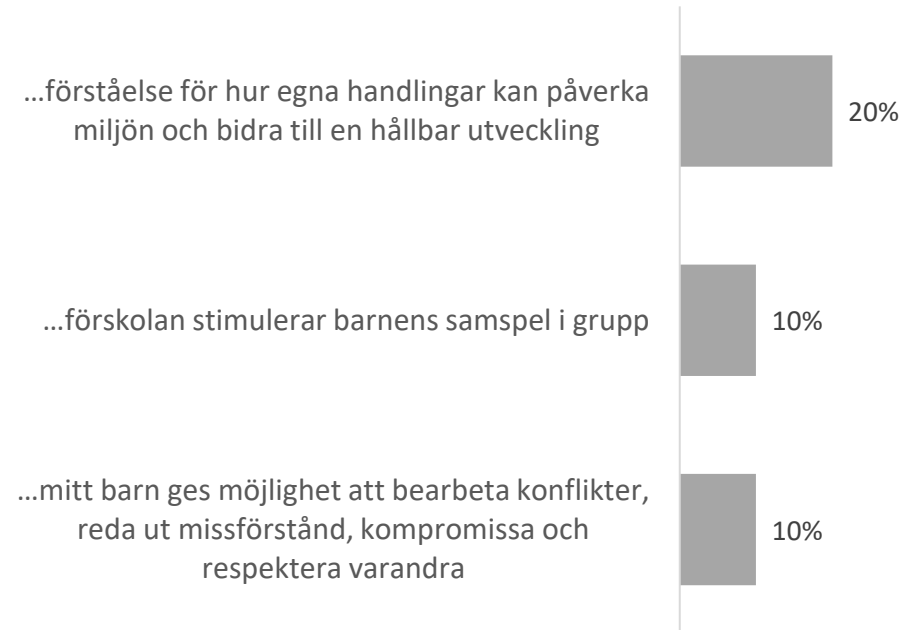 …förståelse för hur egna handlingar kan påverka
miljön och bidra till en hållbar utveckling
20%
…förskolan stimulerar barnens samspel i grupp
10%
…mitt barn ges möjlighet att bearbeta konflikter,
reda ut missförstånd, kompromissa och
respektera varandra
10%